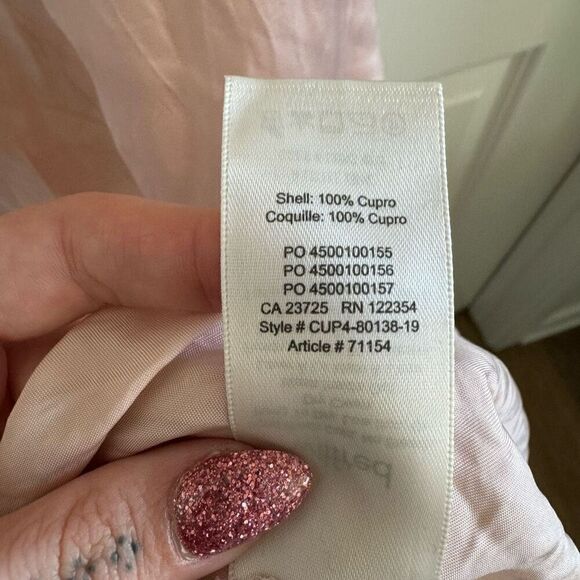 Shell: 100% Cupro
Coquille: 100% Cupro
PO 4500100155
PO 4500100156
PO 4500100157
CA 23725 RN 122354
Style # CUP4-80138-19
Article # 71154